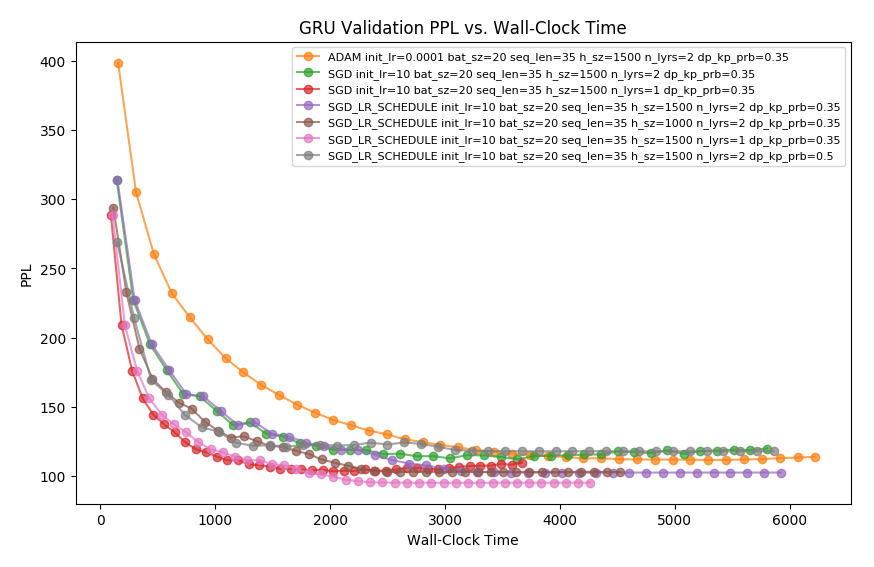 GRU Validation PPL vs. Wall-Clock Time
ADAM init_lr=0.0001 bat_sz=20 seq_len=35 h_sz=1500 n_lyrs=2 dp_kp_prb=0.35
SGD init_lr=10 bat_sz=20 seq_len=35 h_sz=1500 n_lyrs=2 dp_kp_prb=0.35
SGD init_lr=10 bat_sz=20 seq_len=35 h_sz=1500 n_lyrs=1 dp_kp_prb=0.35
SGD_LR_SCHEDULE init_lr=10 bat_sz=20 seq_len=35 h_sz=1500 n_lyrs=2 dp_kp_prb=0.35
SGD_LR_SCHEDULE init_lr=10 bat_sz=20 seq_len=35 h_sz=1000 n_lyrs=2 dp_kp_prb=0.35
SGD_LR_SCHEDULE init_lr=10 bat_sz=20 seq_len=35 h_sz=1500 n_lyrs=1 dp_kp_prb=0.35
SGD_LR_SCHEDULE init_lr=10 bat_sz=20 seq_len=35 h_sz=1500 n_lyrs=2 dp_kp_prb=0.5
400
350
300
250
200
150
100
PPL
0 1000 2000 3000 4000 5000 6000
Wall-Clock Time